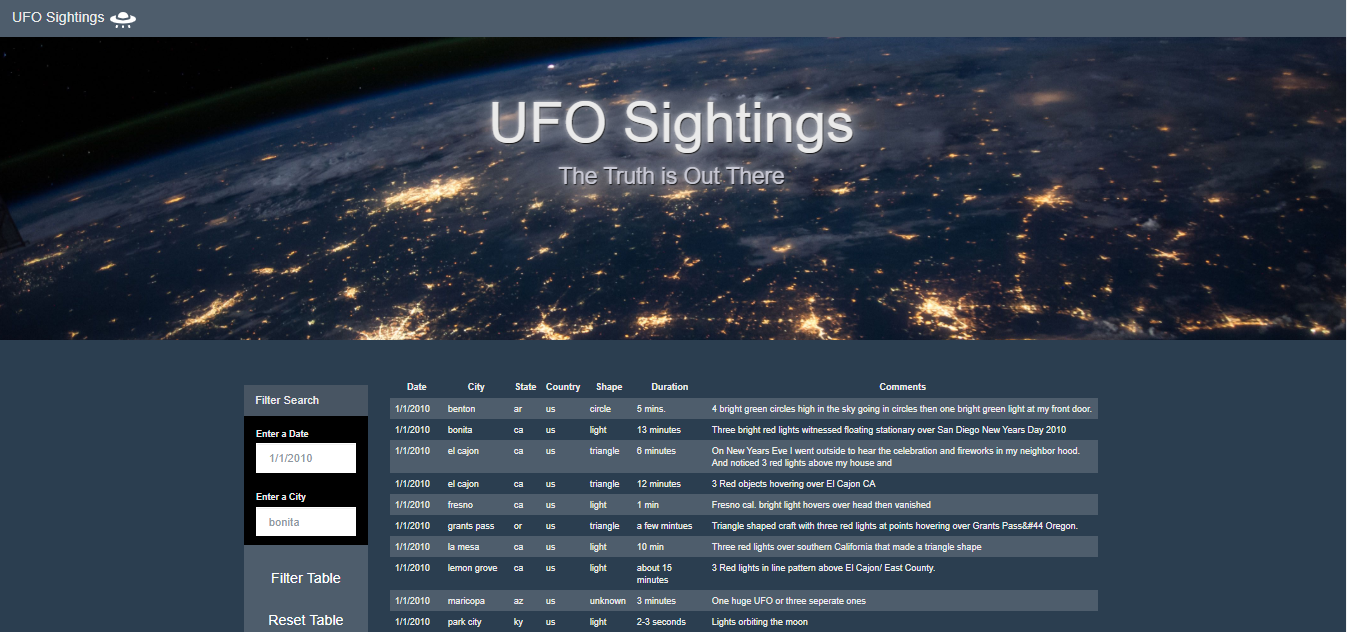 UFO Sightings
UFO Sightings
The Truth is Out There
Filter Search
Enter a Date
1/1/2010
Enter a City
bonita
Filter Table
Reset Table
Date City State Country Shape Duration Comments
1/1/2010 benton ar us circle 5 mins. 4 bright green circles high in the sky going in circles then one bright green light at my front door.
1/1/2010 bonita ca us light 13 minutes Three bright red lights witnessed floating stationary over San Diego New Years Day 2010
1/1/2010 el cajon ca us triangle 6 minutes On New Years Eve I went outside to hear the celebration and fireworks in my neighbor hood.
And noticed 3 red lights above my house and
1/1/2010 el cajon ca us triangle 12 minutes 3 Red objects hovering over El Cajon CA
1/1/2010 fresno ca us light 1 min Fresno cal. bright light hovers over head then vanished
1/1/2010 grants pass or us triangle a few mintues Triangle shaped craft with three red lights at points hovering over Grants Pass&#44 Oregon.
1/1/2010 la mesa ca us light 10 min Three red lights over southern California that made a triangle shape
1/1/2010 lemon grove ca us light about 15 3 Red lights in line pattern above El Cajon/ East County.
minutes
1/1/2010 maricopa az us unknown 3 minutes One huge UFO or three seperate ones
1/1/2010 park city ky us light 2-3 seconds Lights orbiting the moon